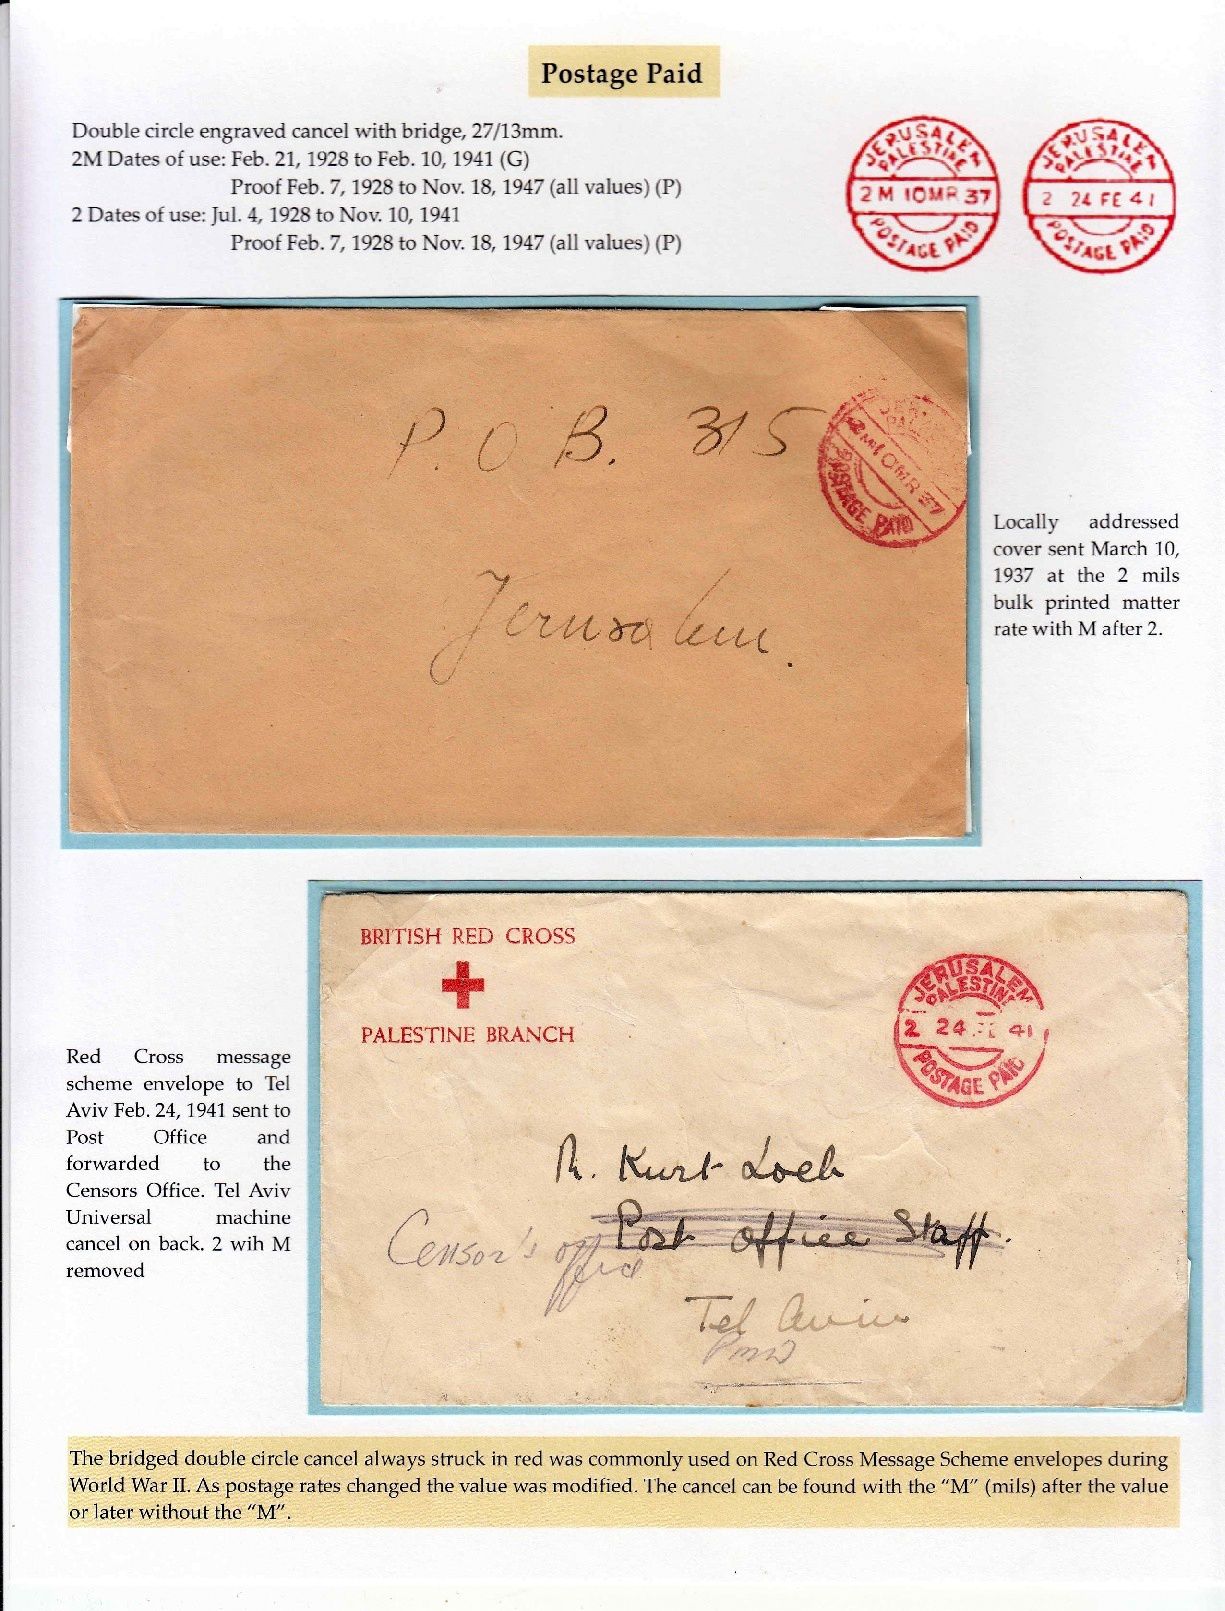 Postage Paid
Double circle engraved cancel with bridge, 27/13mm.
2M Dates of use: Feb. 21, 1928 to Feb. 10, 1941 (G)
Proof Feb. 7, 1928 to Nov. 18, 1947 (all values) (P)
2 Dates of use: Jul. 4, 1928 to Nov. 10, 1941
Proof Feb. 7, 1928 to Nov. 18, 1947 (all values) (P)
JERUSALEM
PALESTINE
2 M 10 MR 37
POSTAGE PAID
JERUSALEM
PALESTINE
2 24 FE 41
POSTAGE PAID
P. O. B. 315
Jerusalem.
2M 10 MR 37
POSTAGE PAID
Locally addressed
cover sent March 10,
1937 at the 2 mils
bulk printed matter
rate with M after 2.
BRITISH RED CROSS
PALESTINE BRANCH
JERUSALEM
PALESTINE
2 24 FE 41
POSTAGE PAID
Kurt Loeb
Post Office Staff.
Censor's office
Tel Aviv
Red Cross message
scheme envelope to Tel
Aviv Feb. 24, 1941 sent to
Post Office and
forwarded to the
Censors Office. Tel Aviv
Universal machine
cancel on back. 2 wih M
removed
The bridged double circle cancel always struck in red was commonly used on Red Cross Message Scheme envelopes during
World War II. As postage rates changed the value was modified. The cancel can be found with the “M” (mils) after the value
or later without the “M”.